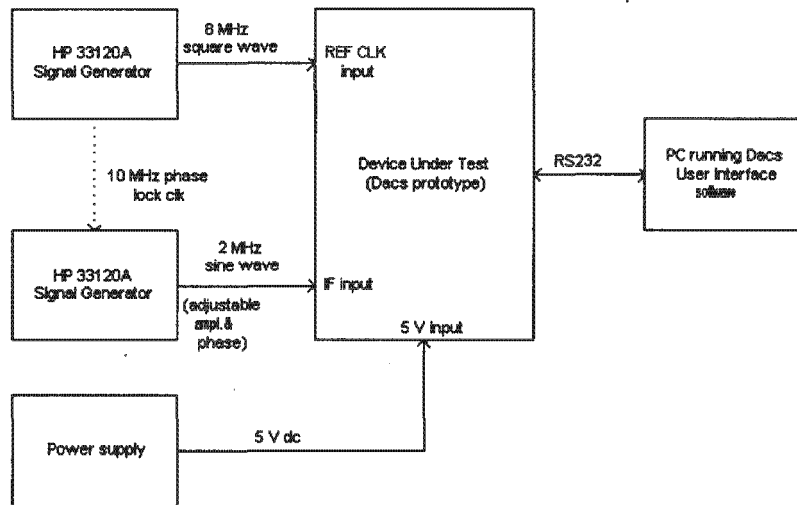 HP 33120A
Signal Generator
8 MHz
square wave
REF CLK
input
10 MHz phase
lock clk
Device Under Test
(Dacs prototype)
RS232
PC running Dacs
User Interface
software
HP 33120A
Signal Generator
2 MHz
sine wave
(adjustable
ampl.&
phase)
IF input
5 V input
Power supply
5 V dc